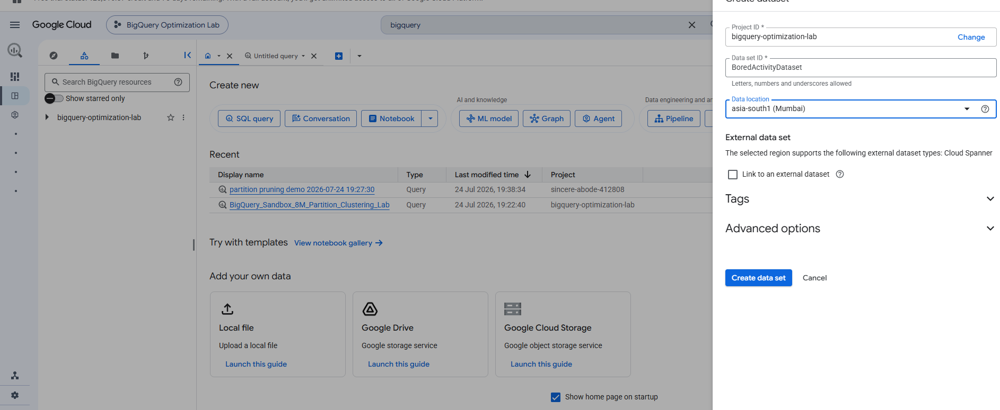 Google Cloud
BigQuery Optimization Lab
bigquery
Untitled query
Search BigQuery resources
Show starred only
bigquery-optimization-lab
Create new
AI and knowledge
Data engineering and
SQL query
Conversation
Notebook
ML model
Graph
Agent
Pipeline
Recent
Display name Type Last modified time Project
partition pruning demo 2026-07-24 19:27:30 Query 24 Jul 2026, 19:38:34 sincere-abode-412808
BigQuery_Sandbox_8M_Partition_Clustering_Lab Query 24 Jul 2026, 19:22:40 bigquery-optimization-lab
Try with templates View notebook gallery
Add your own data
Local file
Upload a local file
Launch this guide
Google Drive
Google storage service
Launch this guide
Google Cloud Storage
Google object storage service
Launch this guide
Show home page on startup
Create dataset
Project ID *
bigquery-optimization-lab
Change
Data set ID *
BoredActivityDataset
Letters, numbers and underscores allowed
Data location
asia-south1 (Mumbai)
External data set
The selected region supports the following external dataset types: Cloud Spanner
Link to an external dataset
Tags
Advanced options
Create data set Cancel